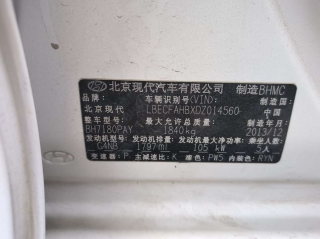 北京现代汽车有限公司 制造BHMC
品牌: 车辆识别号(VIN): 制造国:
北京现代 LBECFAHBXDZ014560 中国
整车型号: 最大允许总质量: 制造年月:
BH7180PAY 1840kg 2013/12
发动机型号: 发动机排量: 发动机最大净功率: 乘坐人数:
G4NB 1797ml 105 kW 5人
变速器: P 主减速比: K 漆色: PW5 内装色: RYN